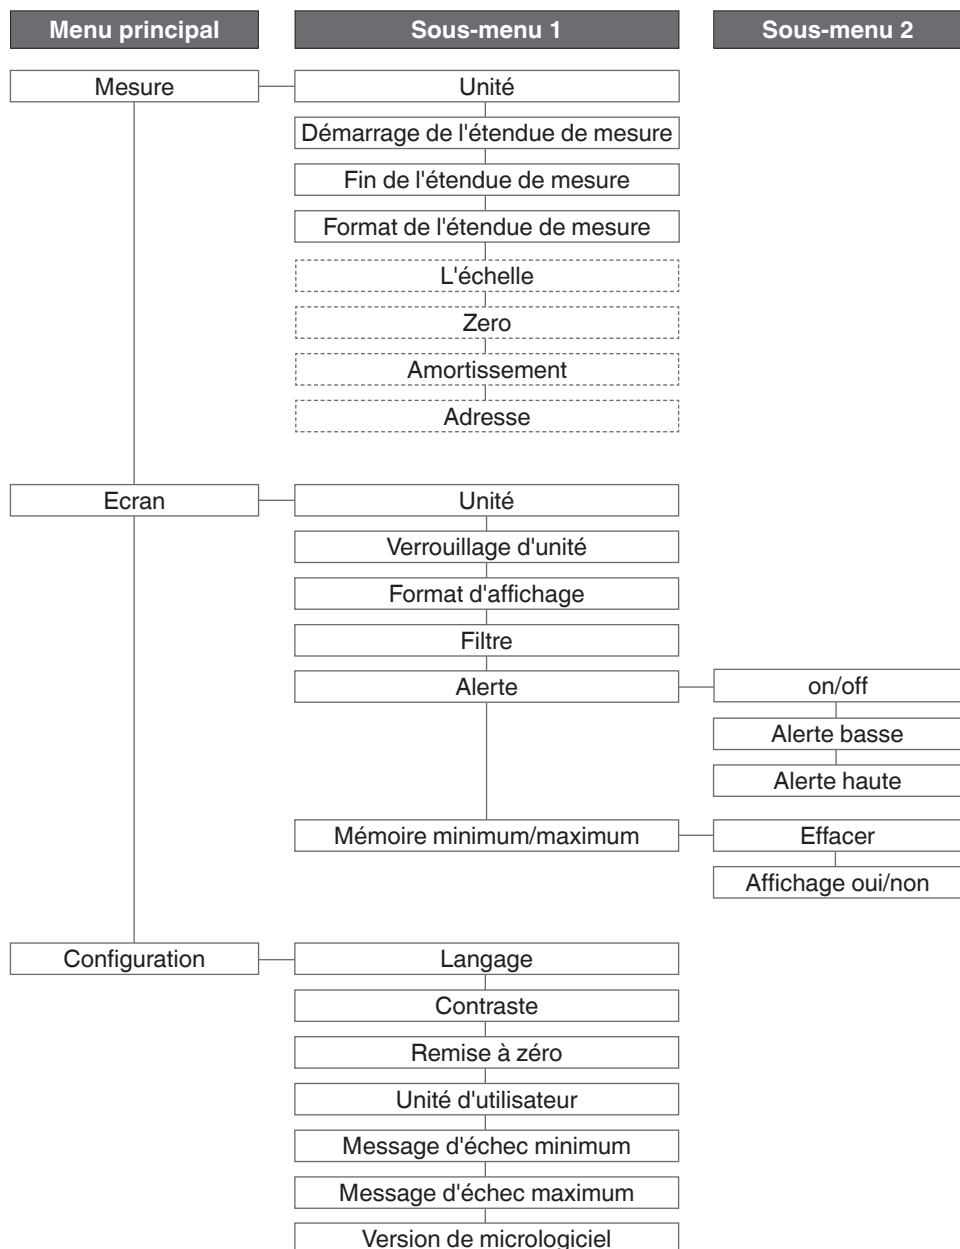 Menu principal
Sous-menu 1
Sous-menu 2
Mesure
Unité
Démarrage de l'étendue de mesure
Fin de l'étendue de mesure
Format de l'étendue de mesure
L'échelle
Zero
Amortissement
Adresse
Ecran
Unité
Verrouillage d'unité
Format d'affichage
Filtre
Alerte
on/off
Alerte basse
Alerte haute
Mémoire minimum/maximum
Effacer
Affichage oui/non
Configuration
Langage
Contraste
Remise à zéro
Unité d'utilisateur
Message d'échec minimum
Message d'échec maximum
Version de micrologiciel